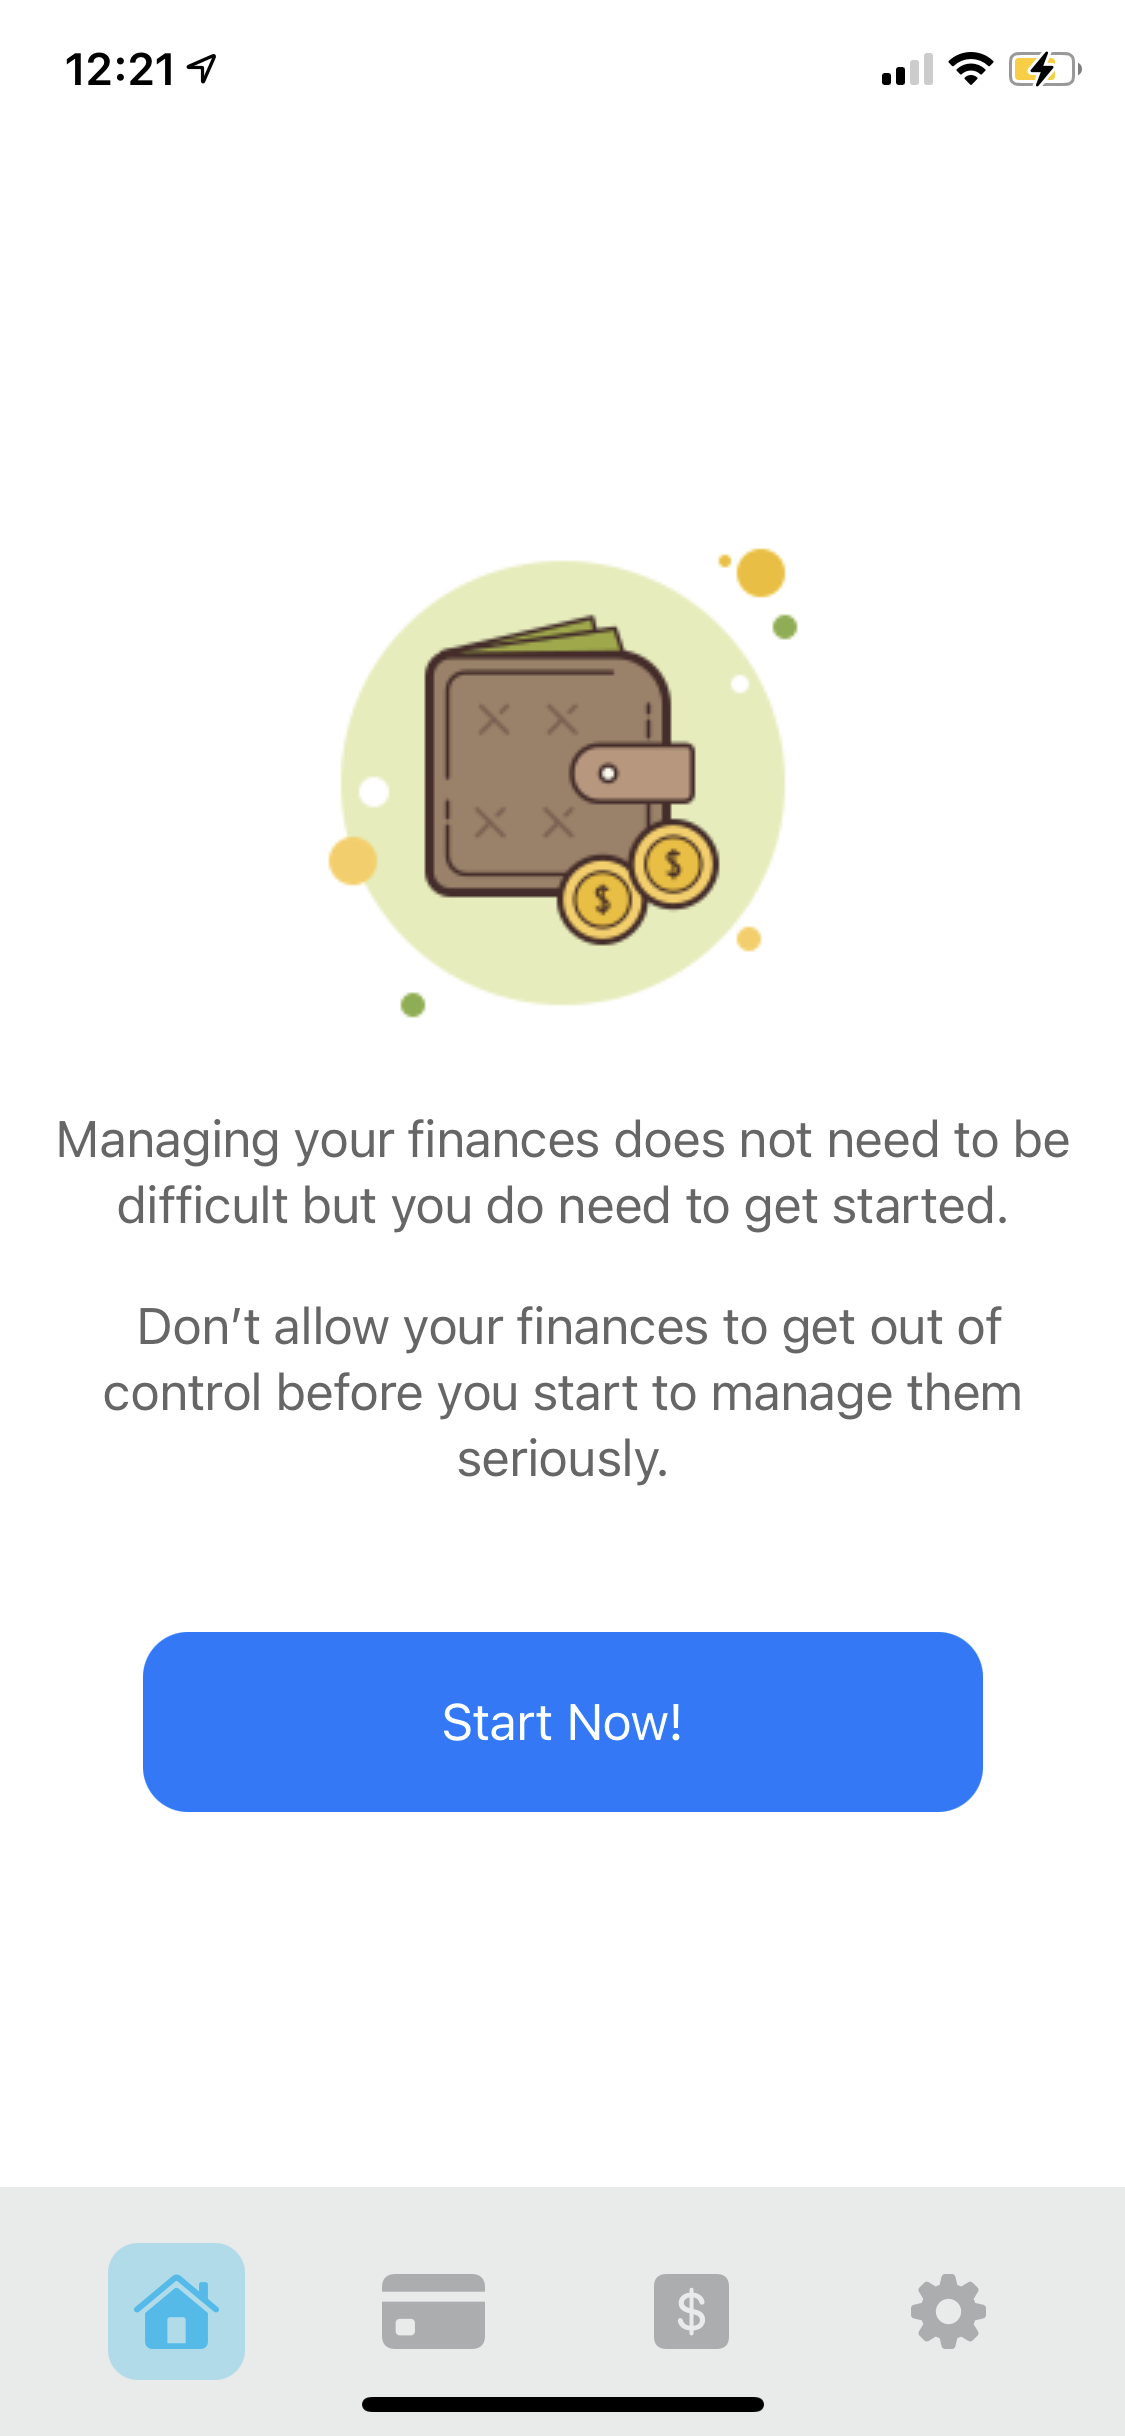 12:21
$
$
Managing your finances does not need to be
difficult but you do need to get started.
Don’t allow your finances to get out of
control before you start to manage them
seriously.
Start Now!
$